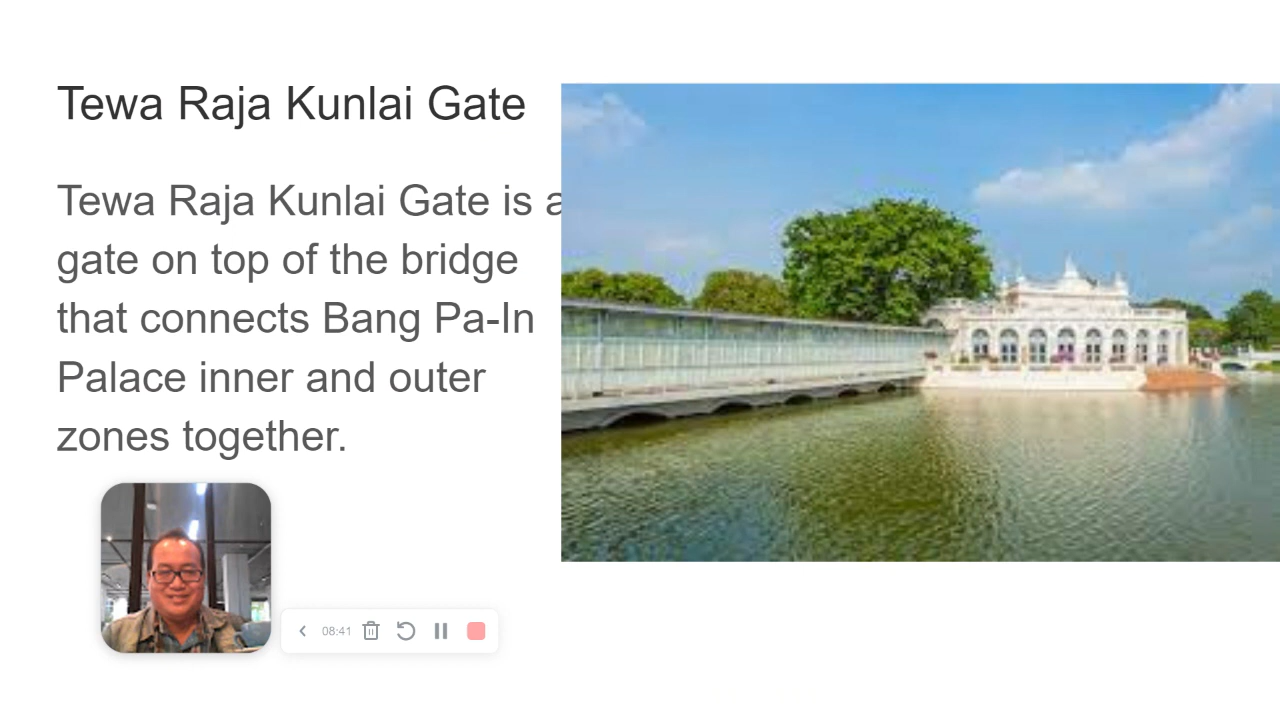 Tewa Raja Kunlai Gate
Tewa Raja Kunlai Gate is a
gate on top of the bridge
that connects Bang Pa-In
Palace inner and outer
zones together.
08:41